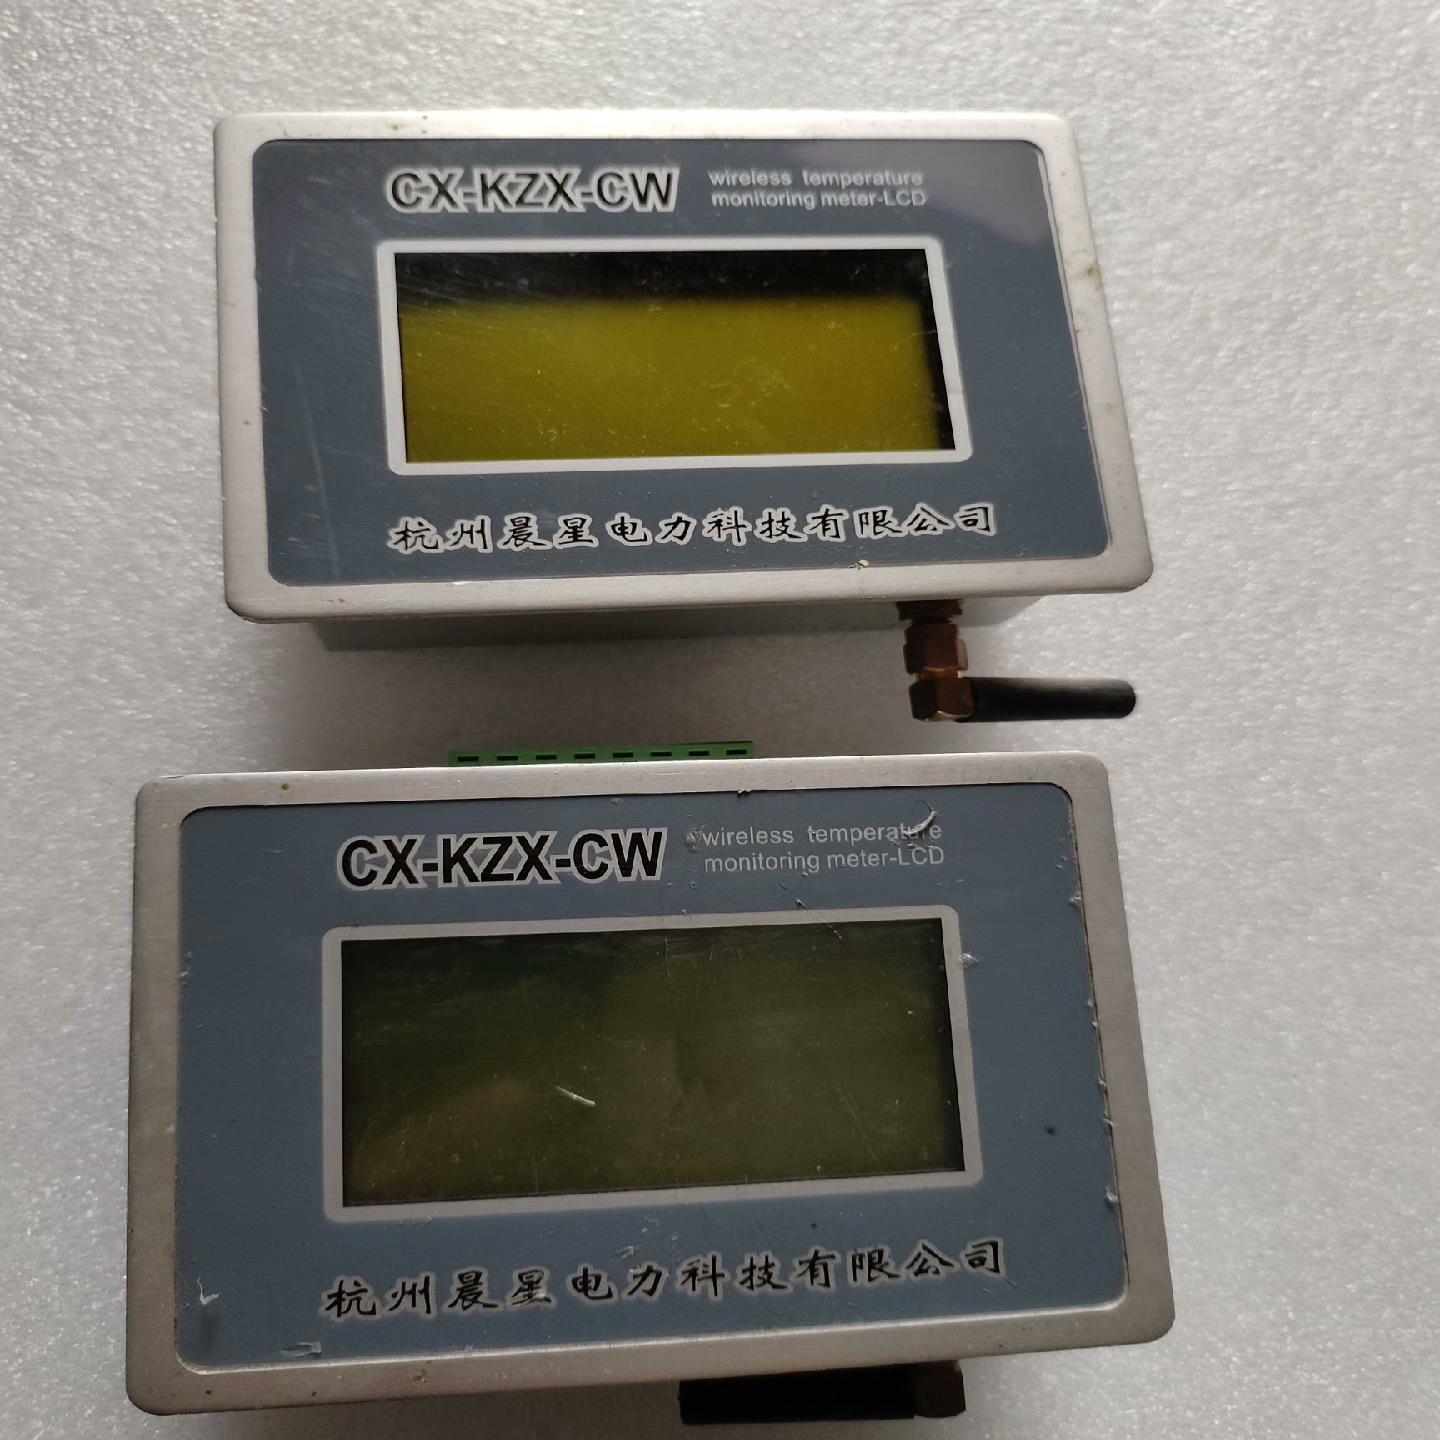 CX-KZX-CW
wireless temperature
monitoring meter-LCD
杭州晨星电力科技有限公司
CX-KZX-CW
wireless temperature
monitoring meter-LCD
杭州晨星电力科技有限公司